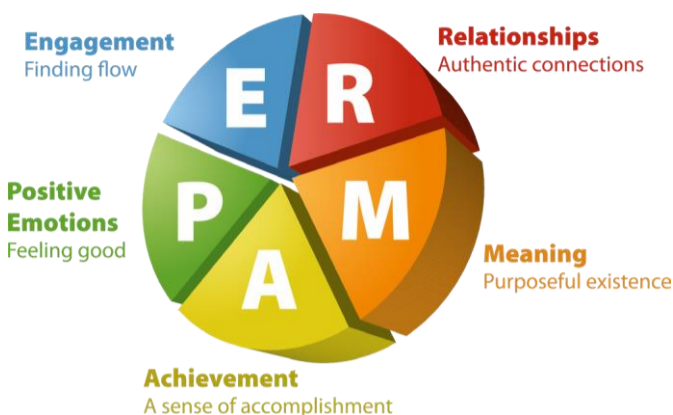 Engagement
Finding flow
Relationships
Authentic connections
E
R
Positive
Emotions
Feeling good
P
M
A
Meaning
Purposeful existence
Achievement
A sense of accomplishment